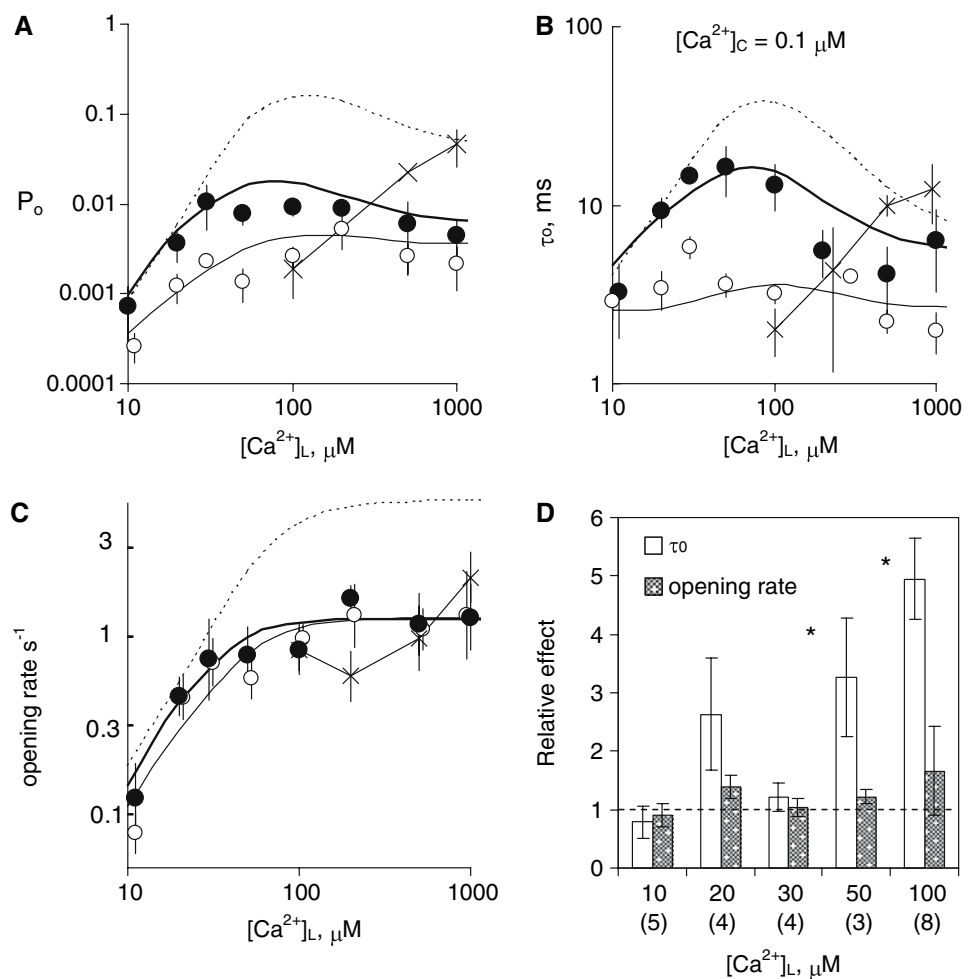 A
1
0.1
Pₒ
0.01
0.001
0.0001
10
100
1000
[Ca²⁺]L, μM
B
[Ca²⁺]C = 0.1 μM
100
τₒ, ms
10
1
10
100
1000
[Ca²⁺]L, μM
C
3
opening rate s⁻¹
1
0.3
0.1
10
100
1000
[Ca²⁺]L, μM
D
6
τ₀
*
5
opening rate
4
*
Relative effect
3
2
1
0
10 20 30 50 100
(5) (4) (4) (3) (8)
[Ca²⁺]L, μM